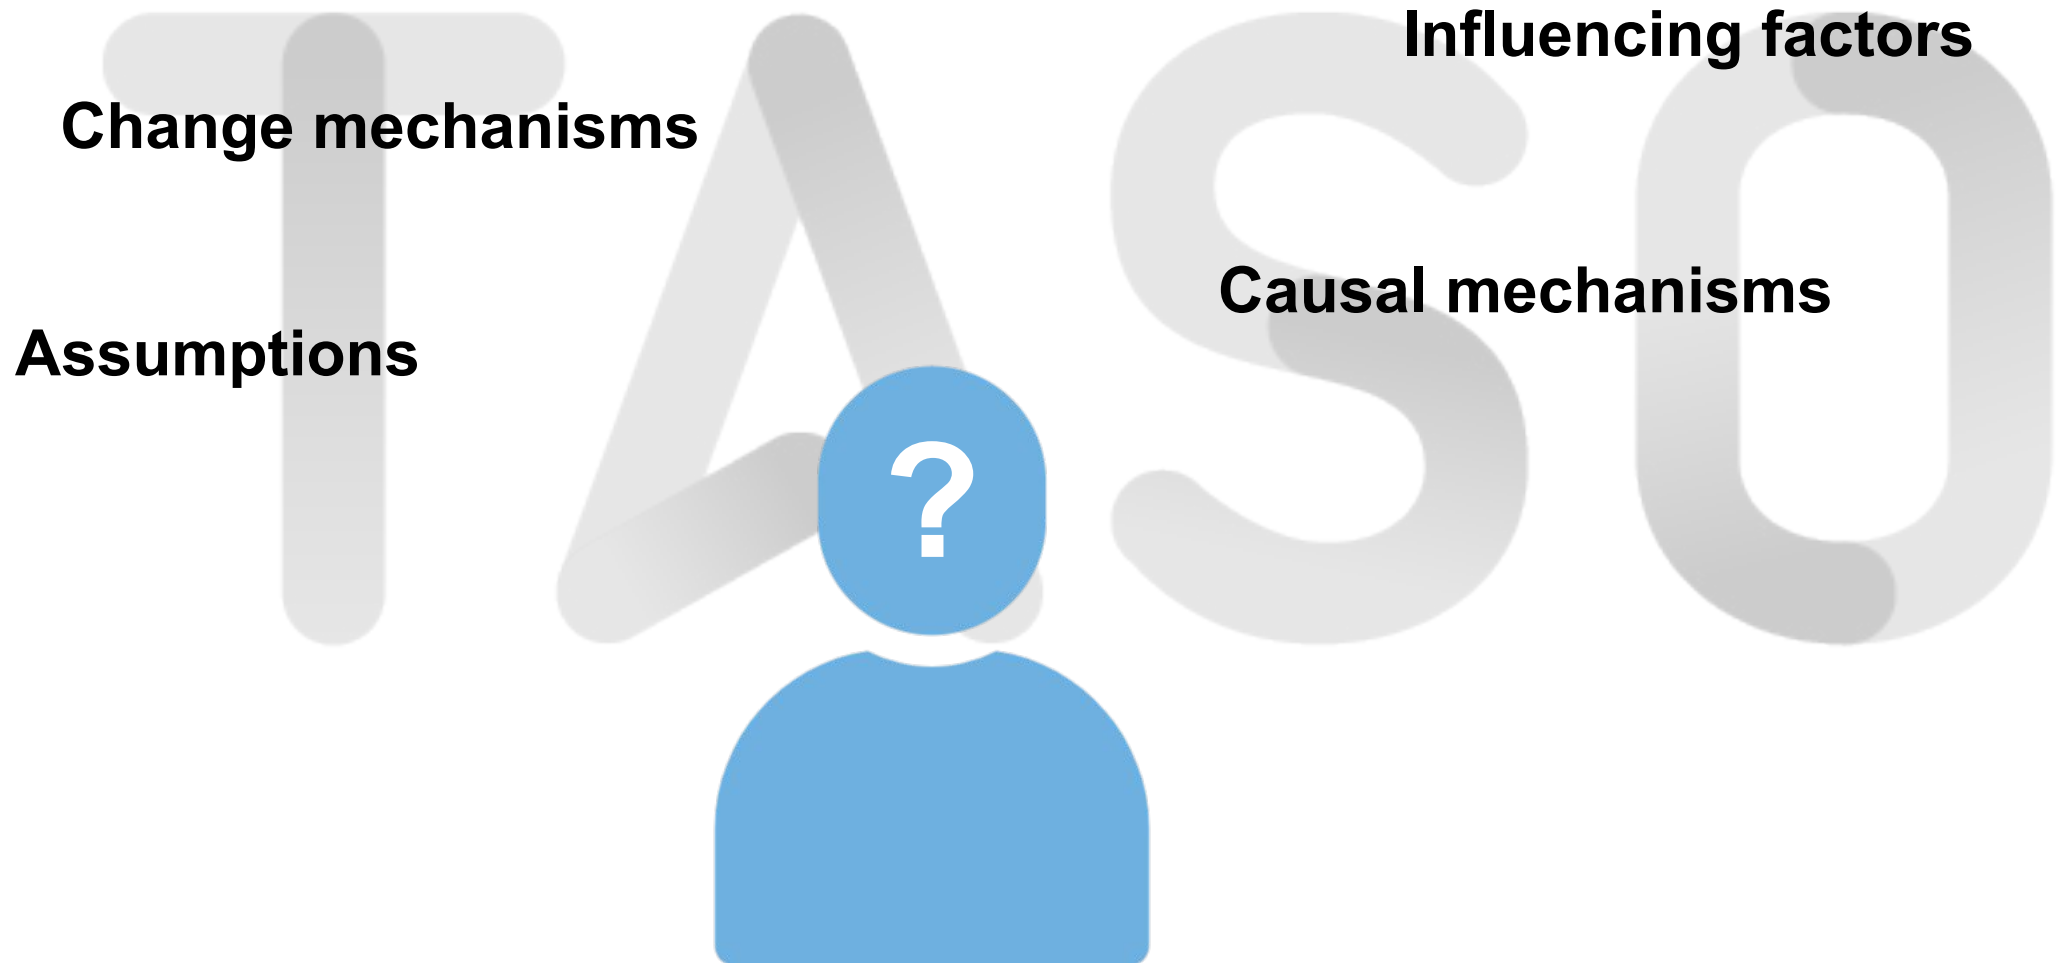 TASO
Influencing factors
Change mechanisms
Causal mechanisms
Assumptions
?